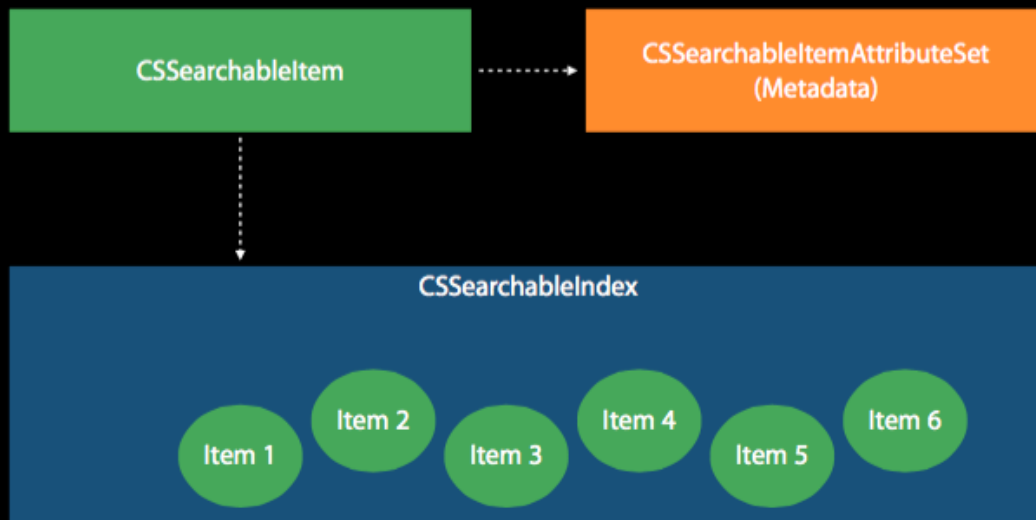 CSSearchableItem
CSSearchableItemAttributeSet
(Metadata)
CSSearchableIndex
Item 1
Item 2
Item 3
Item 4
Item 5
Item 6